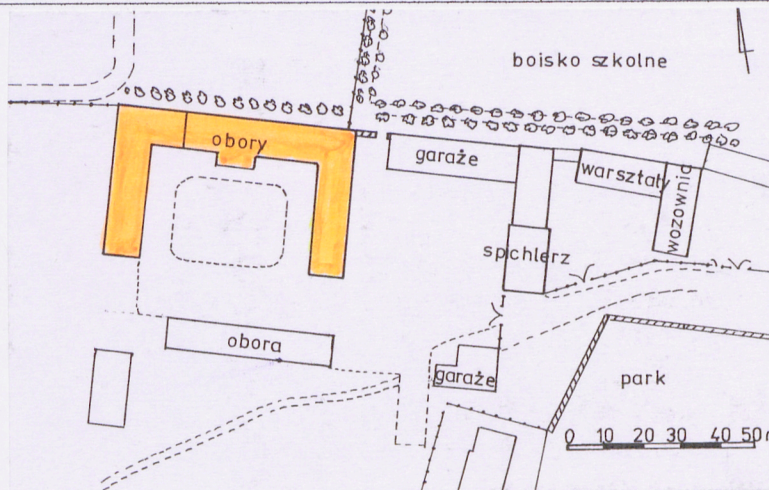 boisko szkolne
obory
garaże
warsztaty
wozownia
spichlerz
obora
garaże
park
0 10 20 30 40 50 m